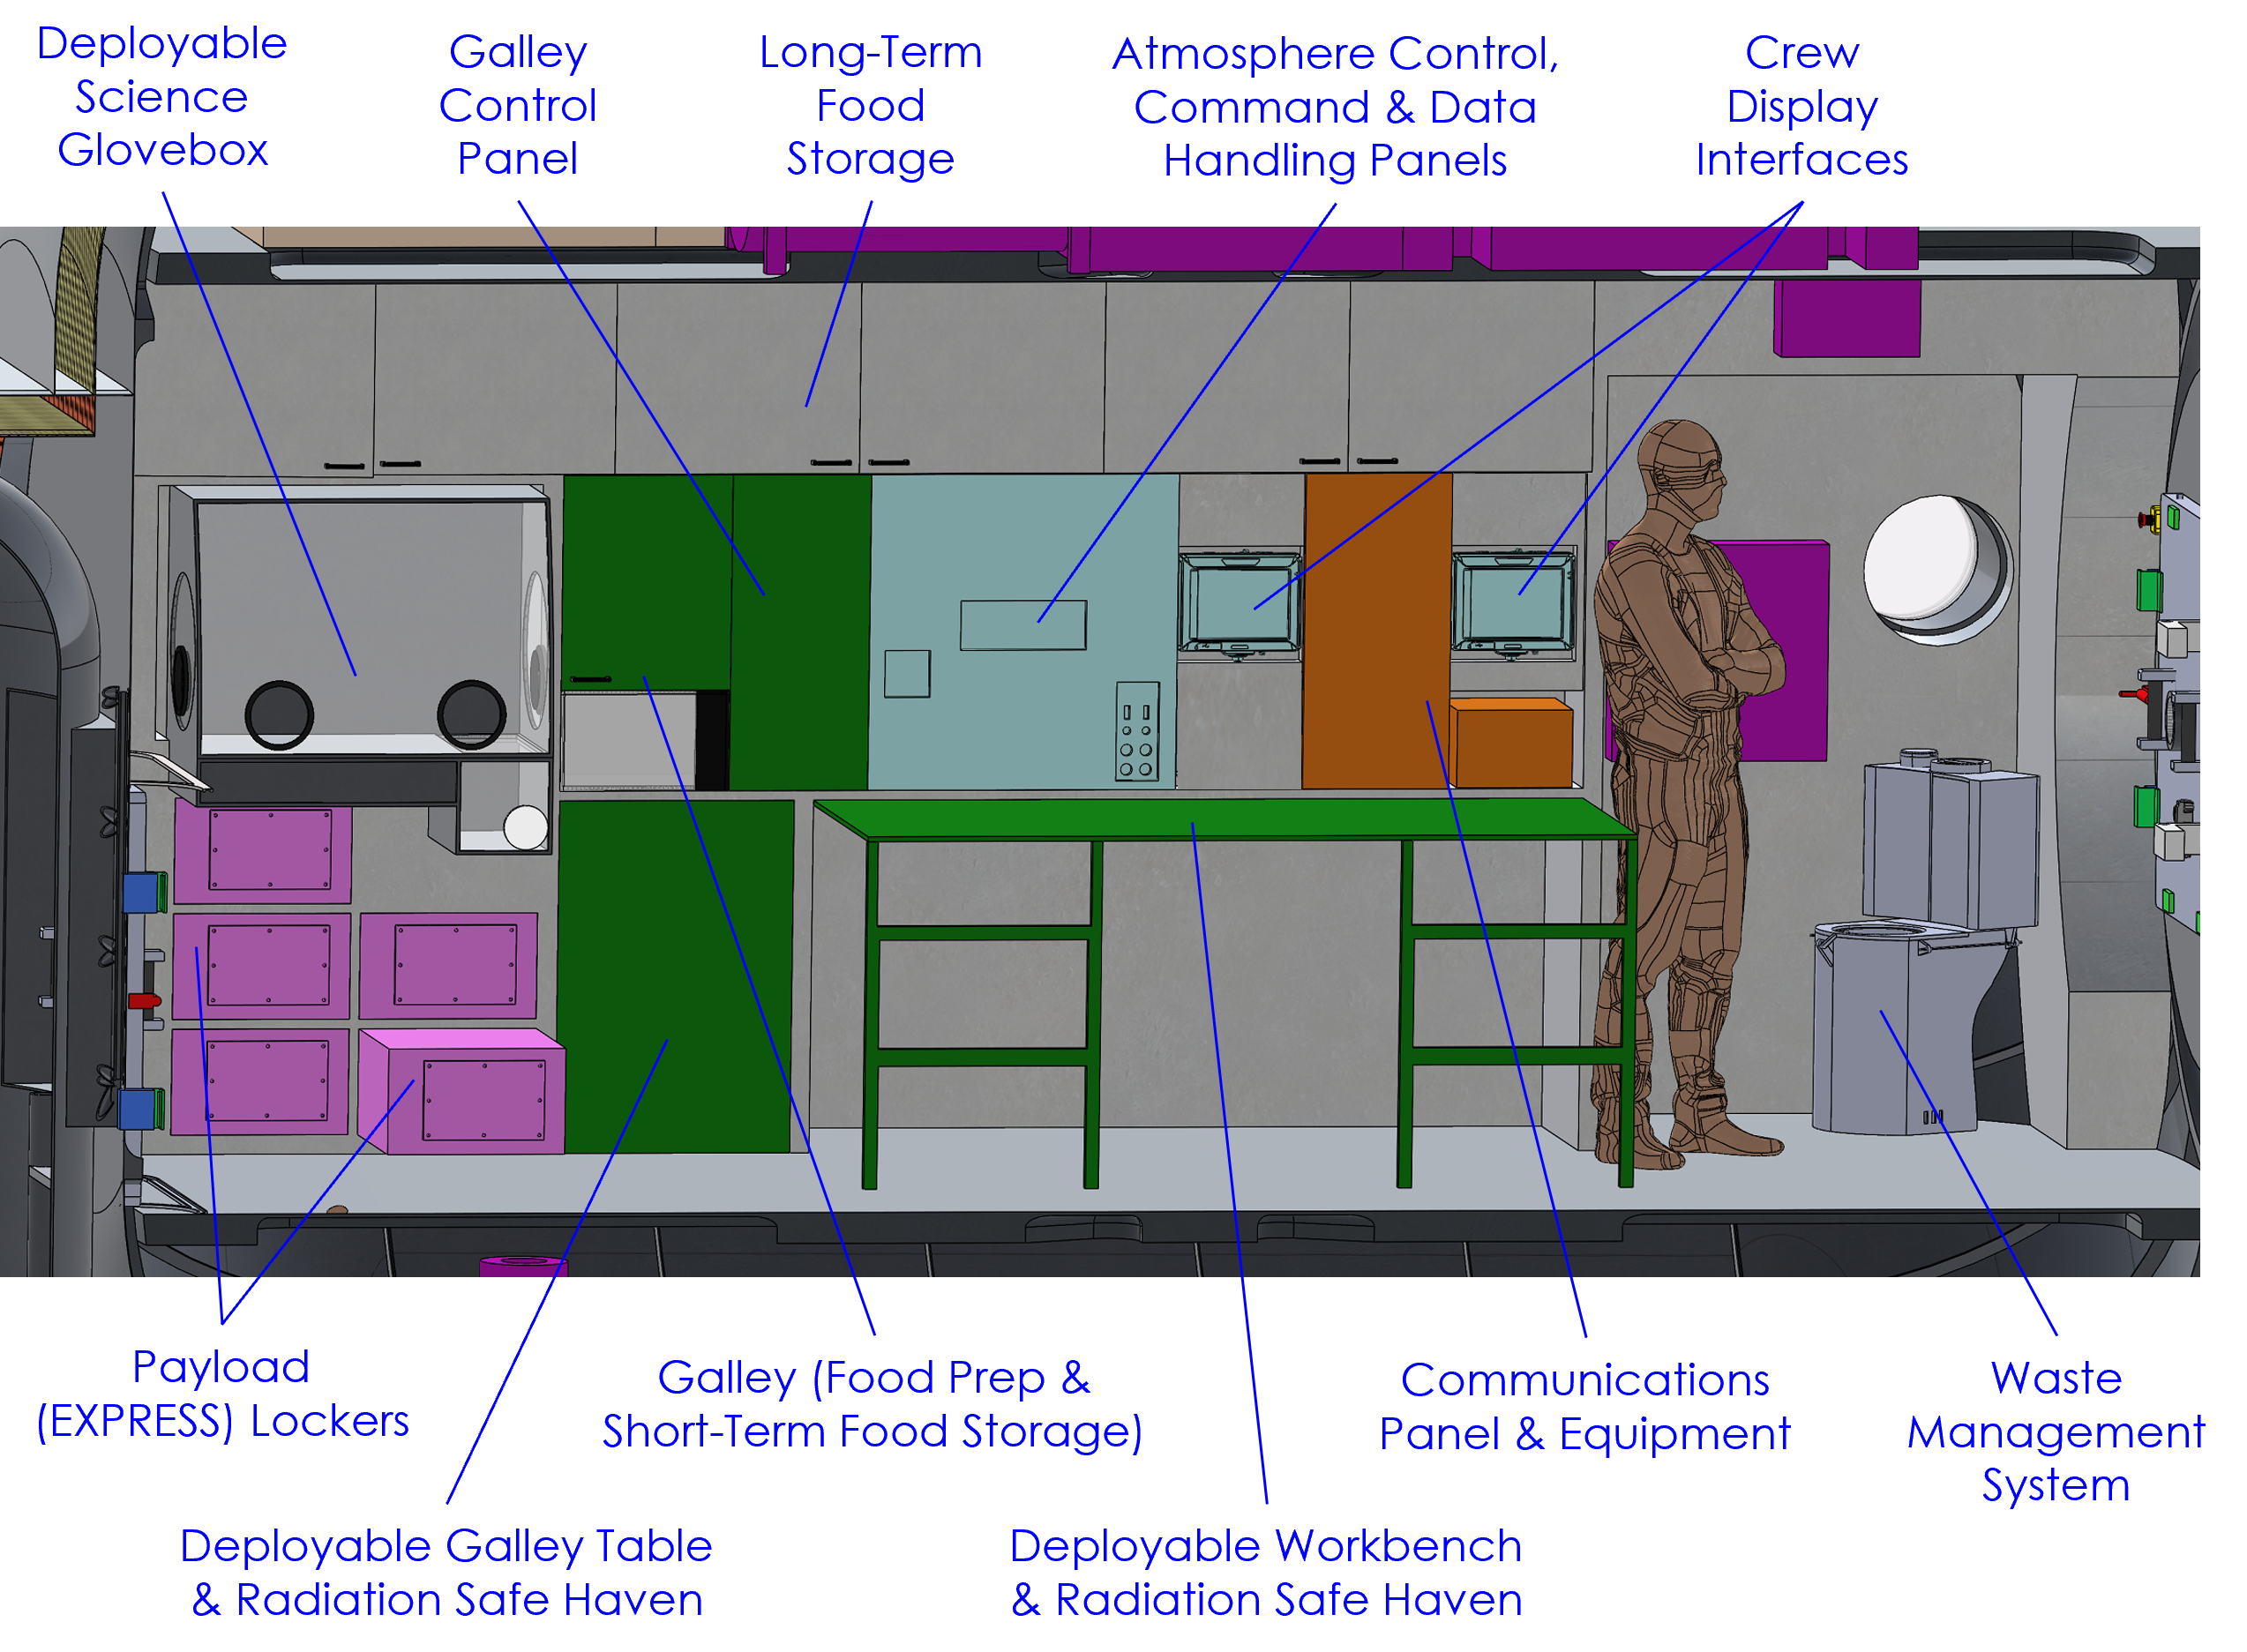 Deployable
Science
Glovebox
Galley
Control
Panel
Long-Term
Food
Storage
Atmosphere Control,
Command & Data
Handling Panels
Crew
Display
Interfaces
Payload
(EXPRESS) Lockers
Galley (Food Prep &
Short-Term Food Storage)
Communications
Panel & Equipment
Waste
Management
System
Deployable Galley Table
& Radiation Safe Haven
Deployable Workbench
& Radiation Safe Haven